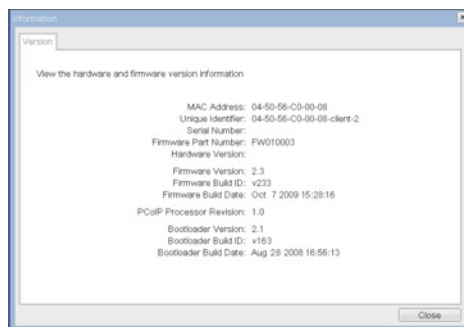 Information
Version
View the hardware and firmware version information
MAC Address: 04-50-56-C0-00-08
Unique Identifier: 04-50-56-C0-00-08-client-2
Serial Number:
Firmware Part Number: FW010003
Hardware Version:
Firmware Version: 2.3
Firmware Build ID: v233
Firmware Build Date: Oct 7 2009 15:28:16
PCoIP Processor Revision: 1.0
Bootloader Version: 2.1
Bootloader Build ID: v163
Bootloader Build Date: Aug 28 2008 16:56:13
Close